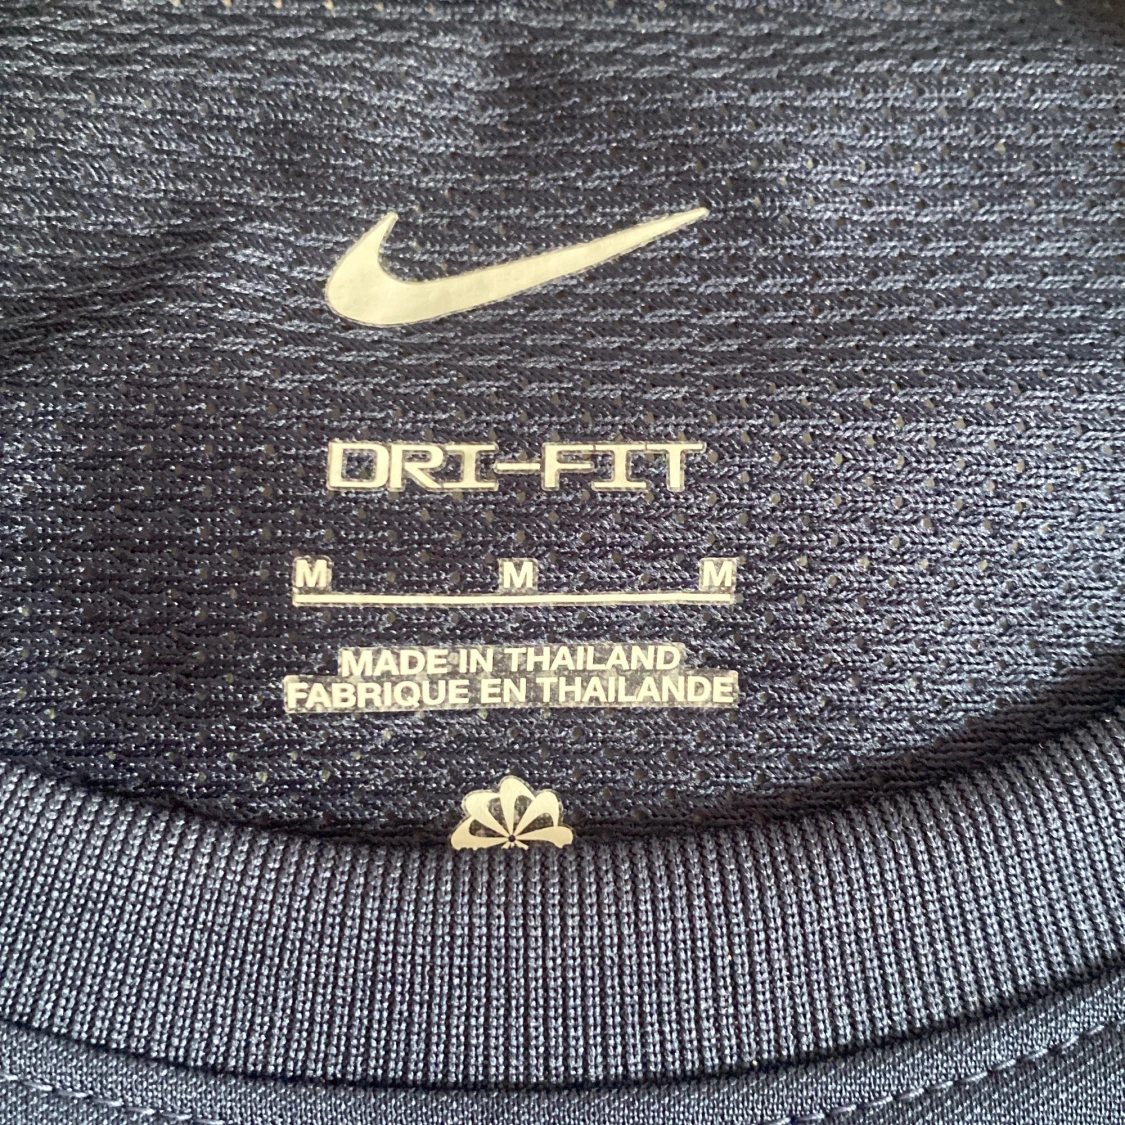 DRI-FIT
M M M
MADE IN THAILAND
FABRIQUE EN THAILANDE